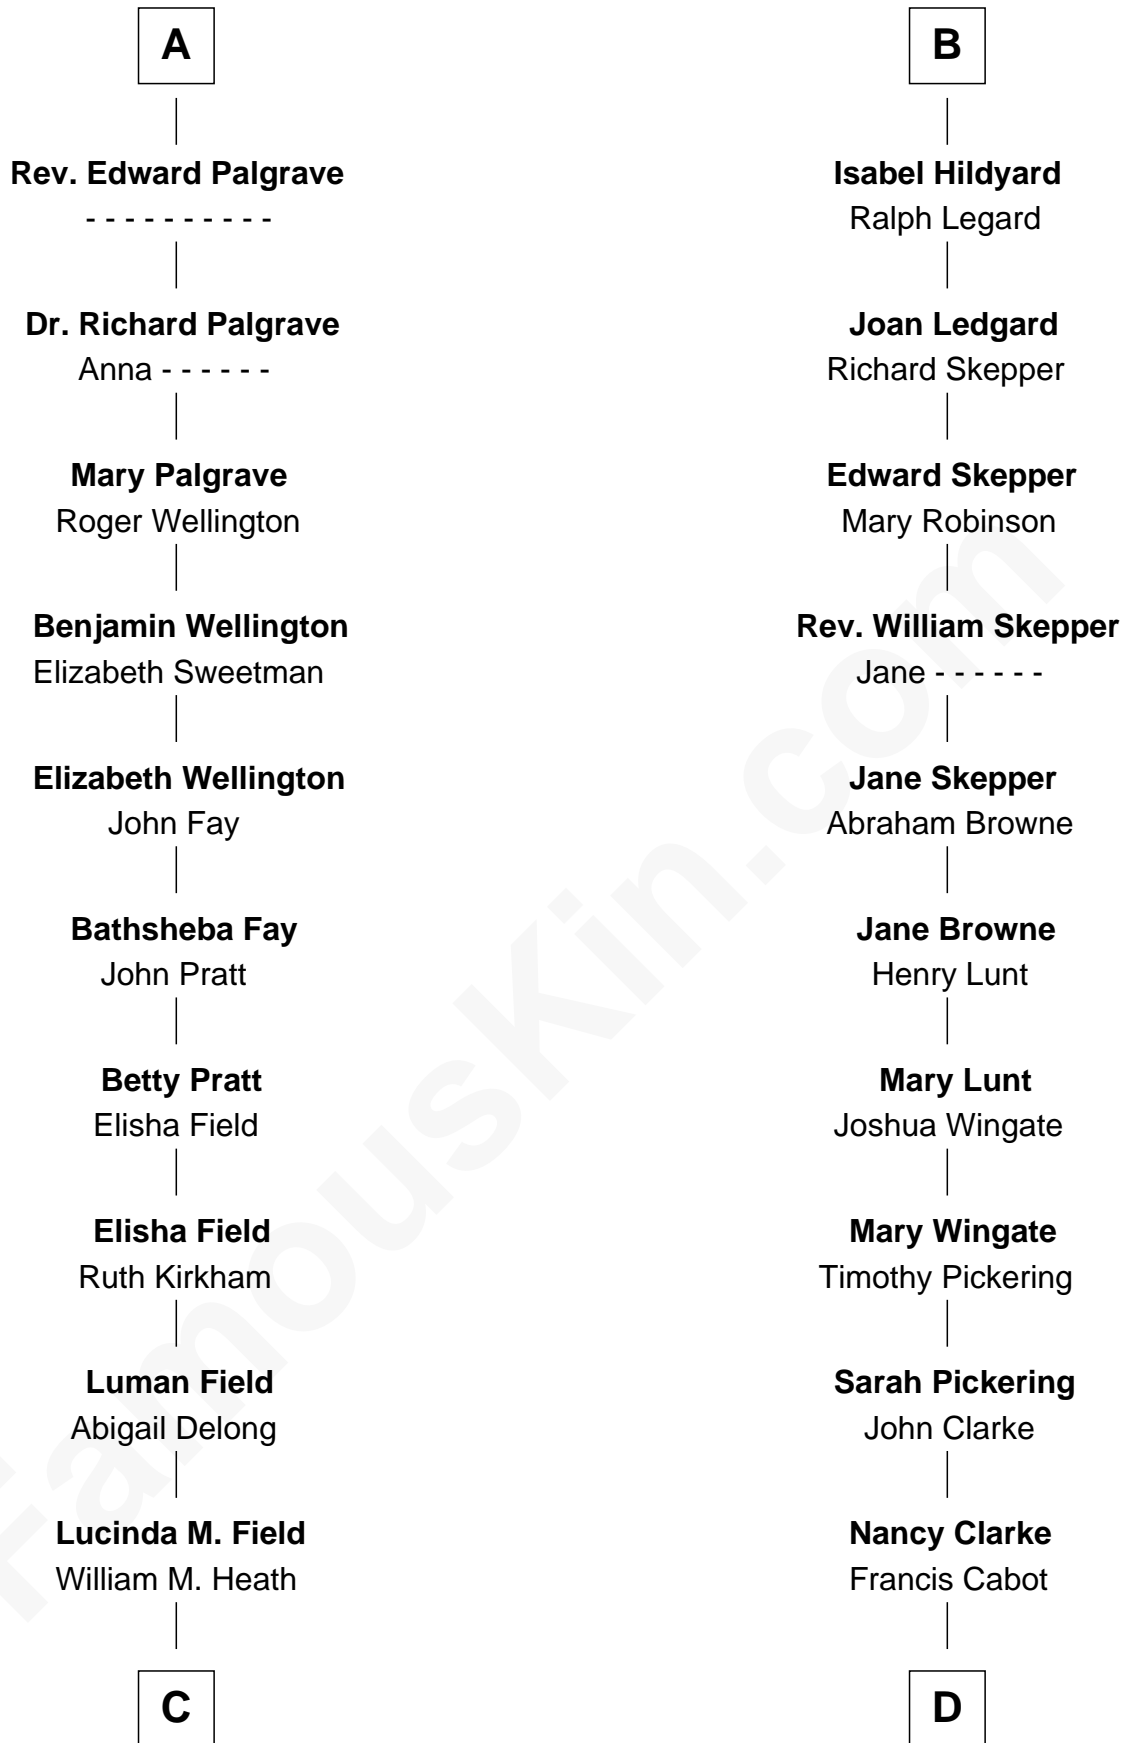 A
Rev. Edward Palgrave
- - - - - - - - - -
Dr. Richard Palgrave
Anna - - - - - -
Mary Palgrave
Roger Wellington
Benjamin Wellington
Elizabeth Sweetman
Elizabeth Wellington
John Fay
Bathsheba Fay
John Pratt
Betty Pratt
Elisha Field
Elisha Field
Ruth Kirkham
Luman Field
Abigail Delong
Lucinda M. Field
William M. Heath
C
B
Isabel Hildyard
Ralph Legard
Joan Ledgard
Richard Skepper
Edward Skepper
Mary Robinson
Rev. William Skepper
Jane - - - - - -
Jane Skepper
Abraham Browne
Jane Browne
Henry Lunt
Mary Lunt
Joshua Wingate
Mary Wingate
Timothy Pickering
Sarah Pickering
John Clarke
Nancy Clarke
Francis Cabot
D
FamousKin.com